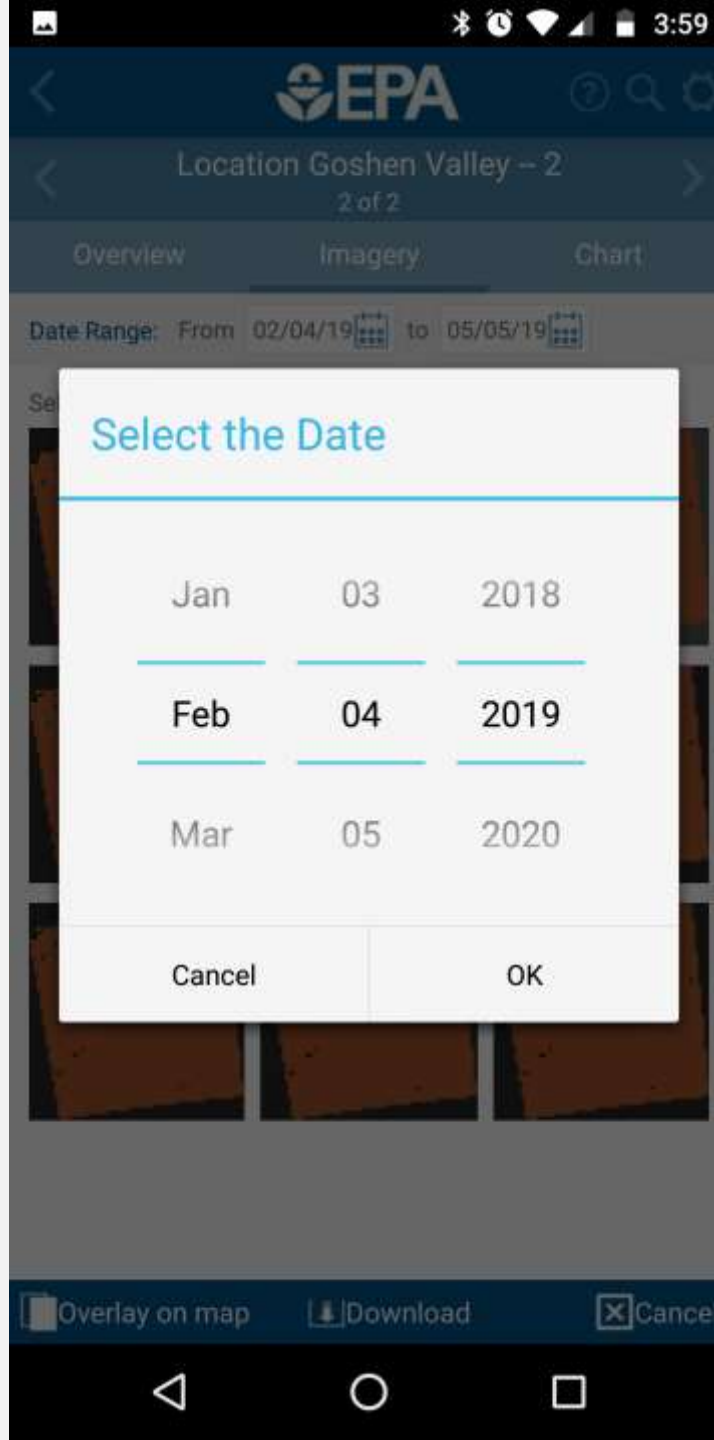 3:59
EPA
Location Goshen Valley – 2
2 of 2
Overview Imagery Chart
Date Range: From 02/04/19 to 05/05/19
Select the Date
Jan 03 2018
Feb 04 2019
Mar 05 2020
Cancel OK
Overlay on map Download Cance